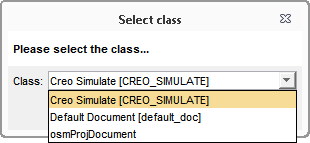 Select class
Please select the class...
Class: Creo Simulate [CREO_SIMULATE]
Creo Simulate [CREO_SIMULATE]
Default Document [default_doc]
osmProjDocument